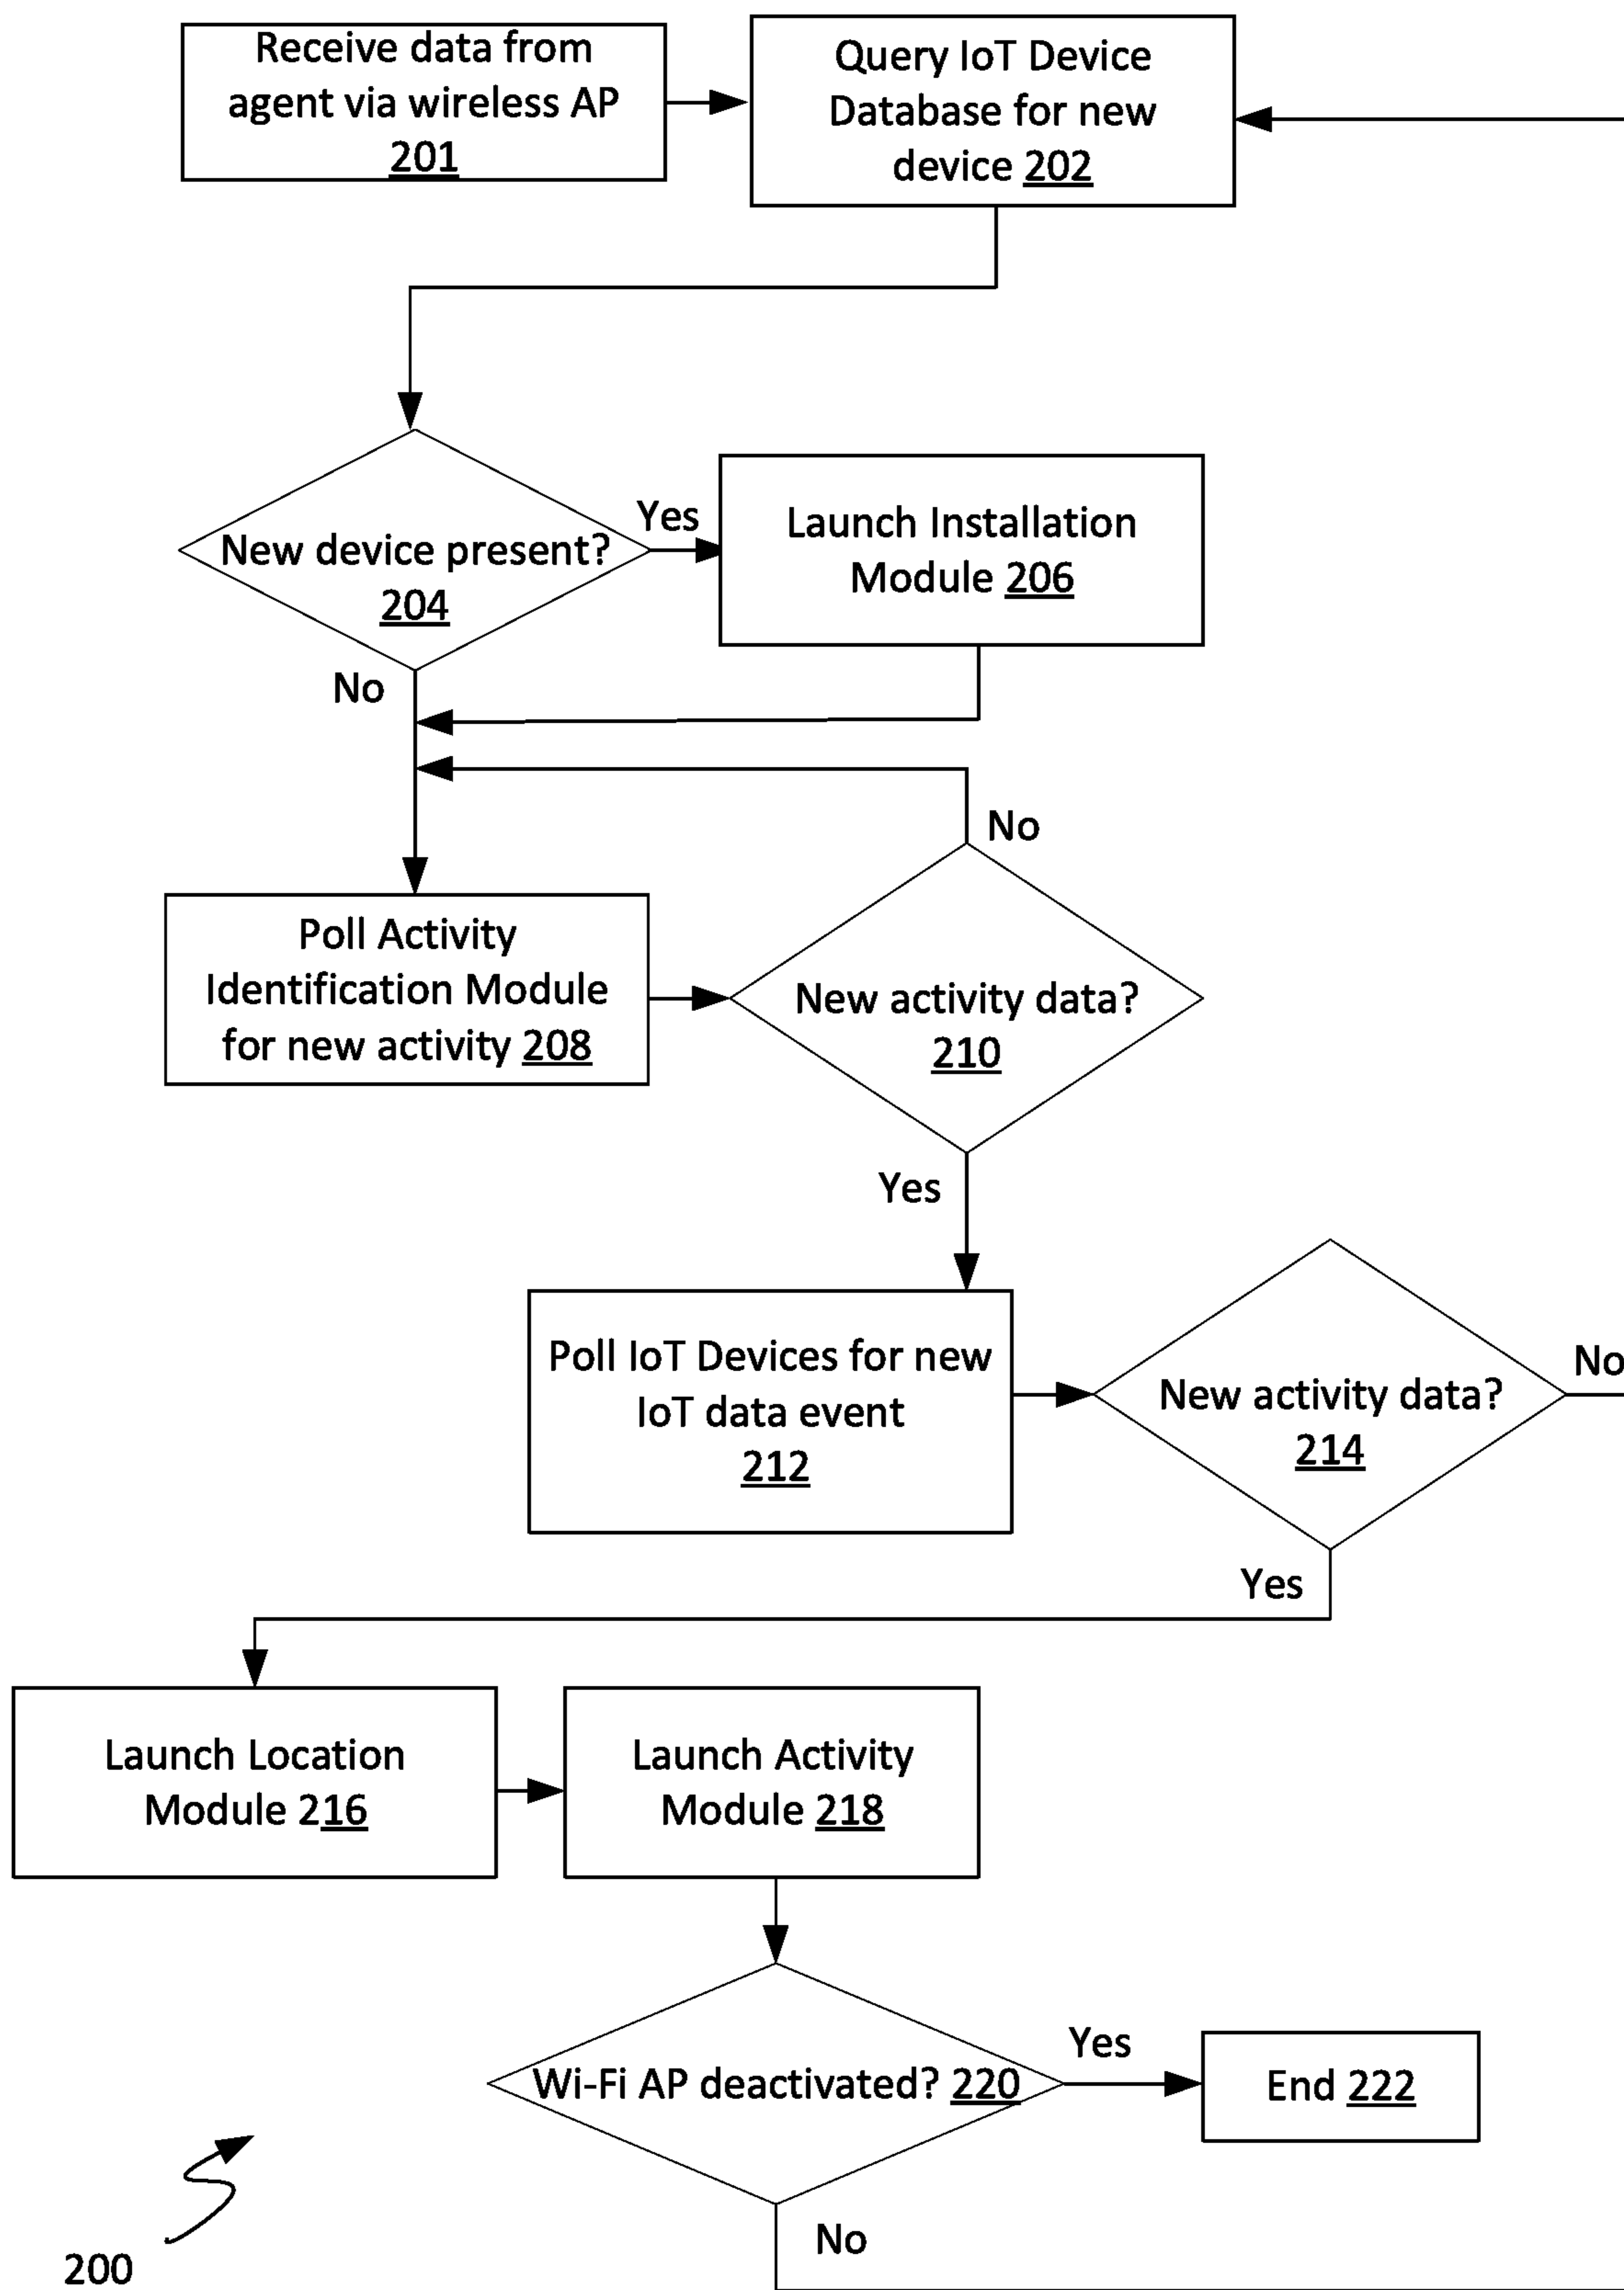 Receive data from
agent via wireless AP
201
Query IoT Device
Database for new
device 202
New device present?
204
Yes
Launch Installation
Module 206
No
No
Poll Activity
Identification Module
for new activity 208
New activity data?
210
Yes
Poll IoT Devices for new
IoT data event
212
New activity data?
214
No
Yes
Launch Location
Module 216
Launch Activity
Module 218
Wi-Fi AP deactivated? 220
Yes
End 222
No
200